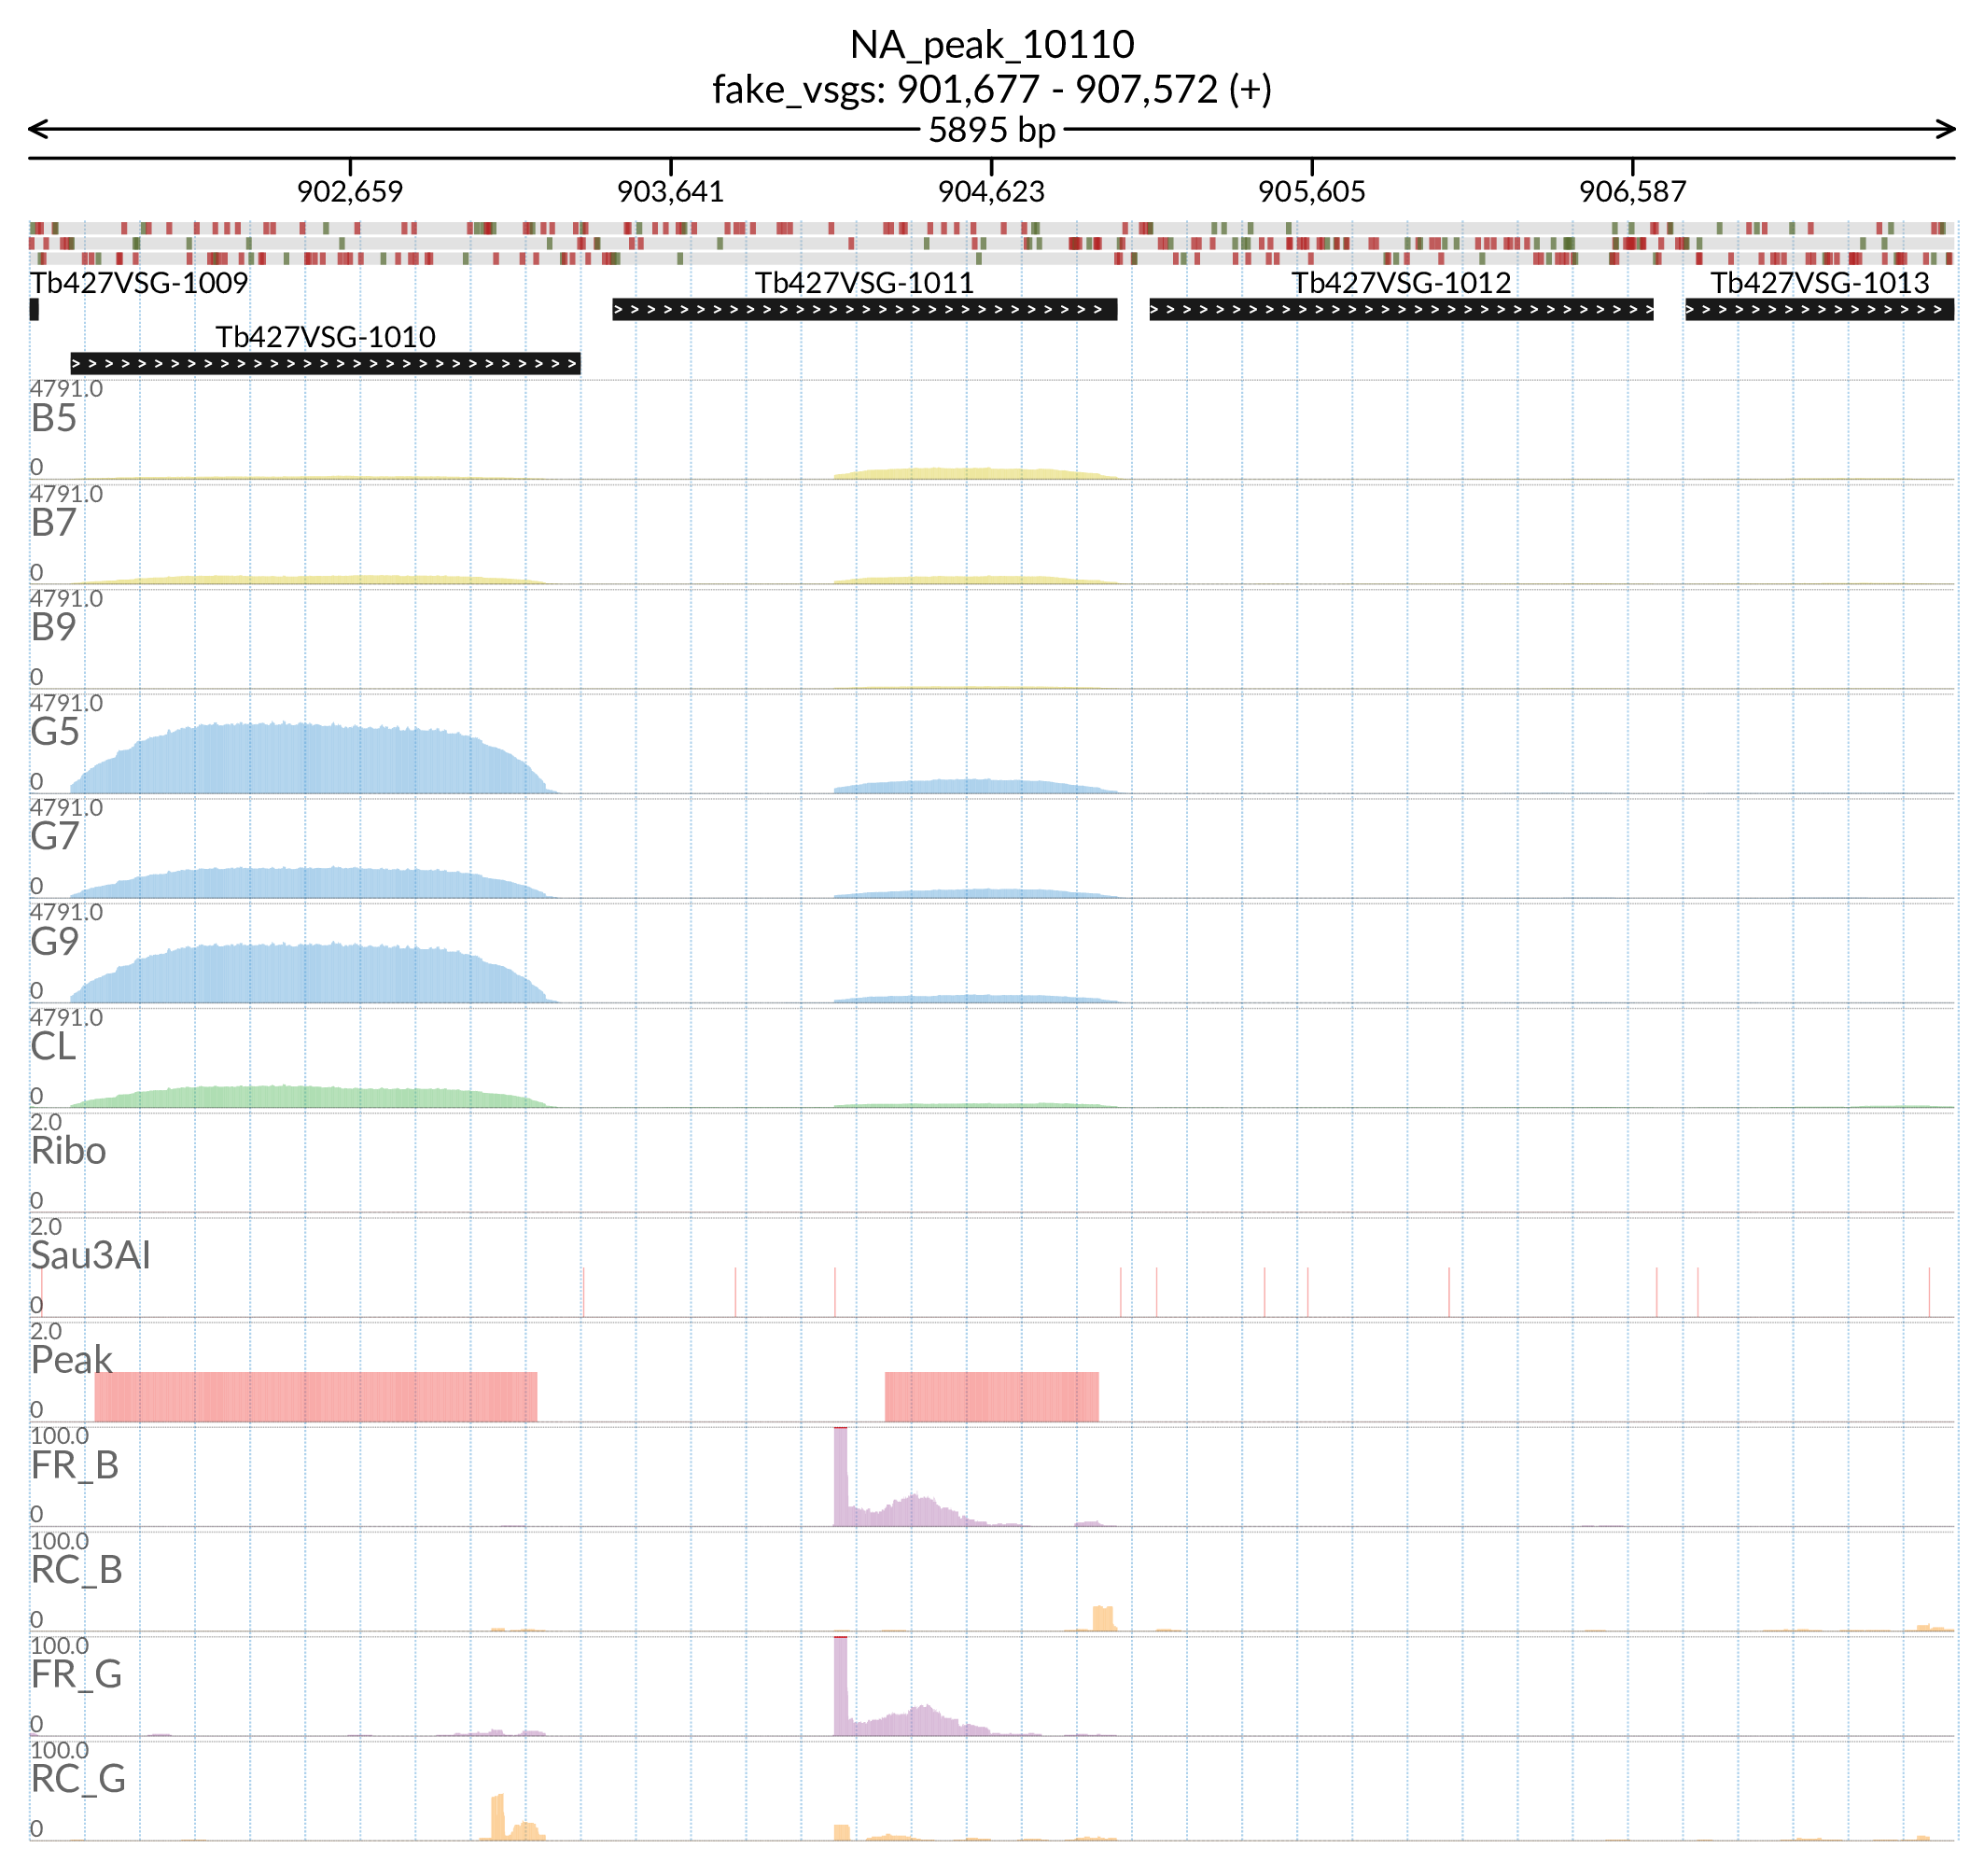 NA_peak_10110
fake_vsgs: 901,677 - 907,572 (+)
5895 bp
902,659 903,641 904,623 905,605 906,587
Tb427VSG-1009 Tb427VSG-1011 Tb427VSG-1012 Tb427VSG-1013
Tb427VSG-1010
4791.0
B5
0
4791.0
B7
0
4791.0
B9
0
4791.0
G5
0
4791.0
G7
0
4791.0
G9
0
4791.0
CL
0
2.0
Ribo
0
2.0
Sau3AI
0
2.0
Peak
0
100.0
FR_B
0
100.0
RC_B
0
100.0
FR_G
0
100.0
RC_G
0